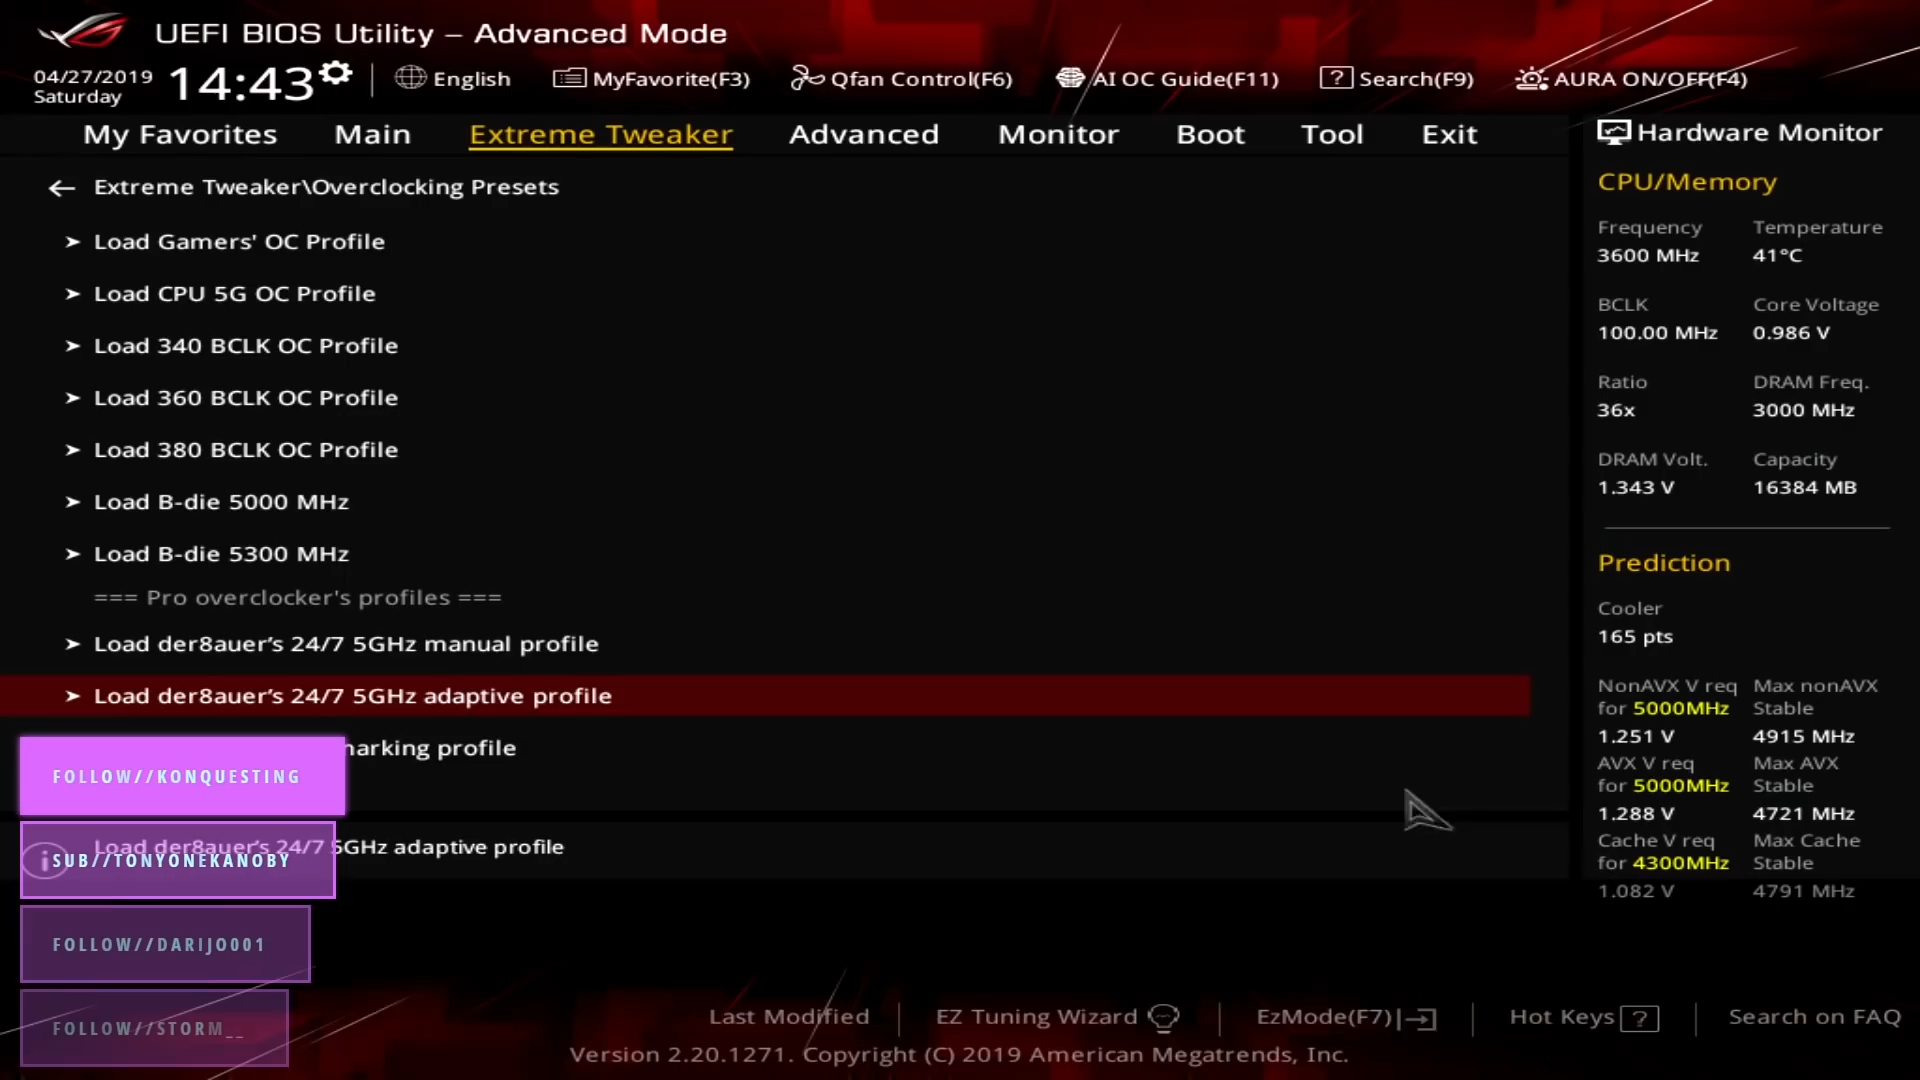 UEFI BIOS Utility – Advanced Mode
04/27/2019
Saturday
14:43
English
MyFavorite(F3)
Qfan Control(F6)
AI OC Guide(F11)
? Search(F9)
AURA ON/OFF(F4)
My Favorites
Main
Extreme Tweaker
Advanced
Monitor
Boot
Tool
Exit
Extreme Tweaker\Overclocking Presets
Load Gamers' OC Profile
Load CPU 5G OC Profile
Load 340 BCLK OC Profile
Load 360 BCLK OC Profile
Load 380 BCLK OC Profile
Load B-die 5000 MHz
Load B-die 5300 MHz
=== Pro overclocker's profiles ===
Load der8auer’s 24/7 5GHz manual profile
Load der8auer’s 24/7 5GHz adaptive profile
marking profile
Load der8auer’s 24/7 5GHz adaptive profile
FOLLOW//KONQUESTING
SUB//TONYONEKANOBY
FOLLOW//DARIJO001
FOLLOW//STORM__
Hardware Monitor
CPU/Memory
Frequency Temperature
3600 MHz 41°C
BCLK Core Voltage
100.00 MHz 0.986 V
Ratio DRAM Freq.
36x 3000 MHz
DRAM Volt. Capacity
1.343 V 16384 MB
Prediction
Cooler
165 pts
NonAVX V req Max nonAVX
for 5000MHz Stable
1.251 V 4915 MHz
AVX V req Max AVX
for 5000MHz Stable
1.288 V 4721 MHz
Cache V req Max Cache
for 4300MHz Stable
1.082 V 4791 MHz
Last Modified
EZ Tuning Wizard
EzMode(F7)
Hot Keys ?
Search on FAQ
Version 2.20.1271. Copyright (C) 2019 American Megatrends, Inc.